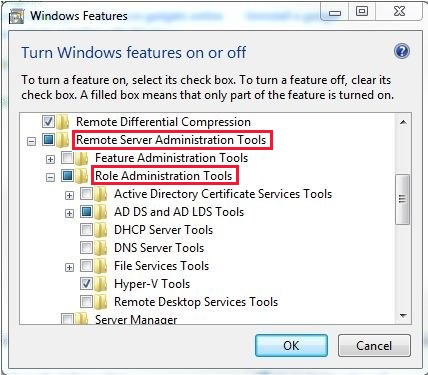 Windows Features
Turn Windows features on or off
To turn a feature on, select its check box. To turn a feature off, clear its
check box. A filled box means that only part of the feature is turned on.
Remote Differential Compression
Remote Server Administration Tools
Feature Administration Tools
Role Administration Tools
Active Directory Certificate Services Tools
AD DS and AD LDS Tools
DHCP Server Tools
DNS Server Tools
File Services Tools
Hyper-V Tools
Remote Desktop Services Tools
Server Manager
OK Cancel